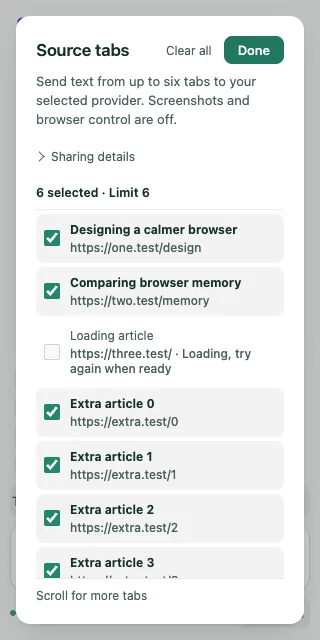 Source tabs
Clear all
Done
Send text from up to six tabs to your
selected provider. Screenshots and
browser control are off.
Sharing details
6 selected · Limit 6
Designing a calmer browser
https://one.test/design
Comparing browser memory
https://two.test/memory
Loading article
https://three.test/ · Loading, try
again when ready
Extra article 0
https://extra.test/0
Extra article 1
https://extra.test/1
Extra article 2
https://extra.test/2
Extra article 3
Scroll for more tabs